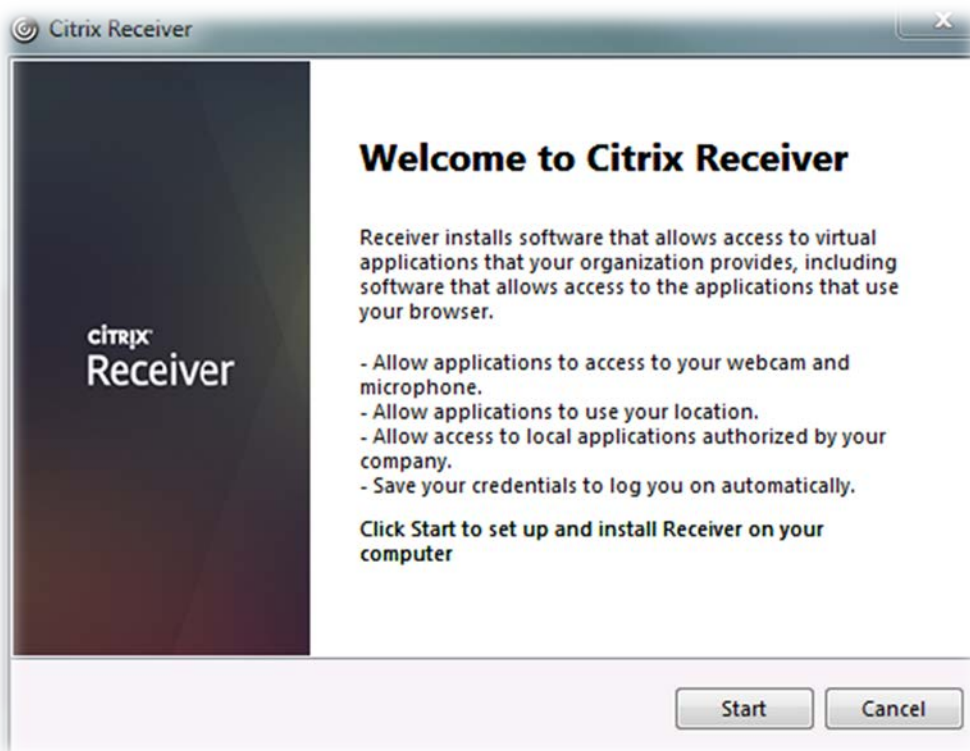 Citrix Receiver
Welcome to Citrix Receiver
Receiver installs software that allows access to virtual
applications that your organization provides, including
software that allows access to the applications that use
your browser.
CİTRIX
Receiver
- Allow applications to access to your webcam and
microphone.
- Allow applications to use your location.
- Allow access to local applications authorized by your
company.
- Save your credentials to log you on automatically.
Click Start to set up and install Receiver on your
computer
Start
Cancel